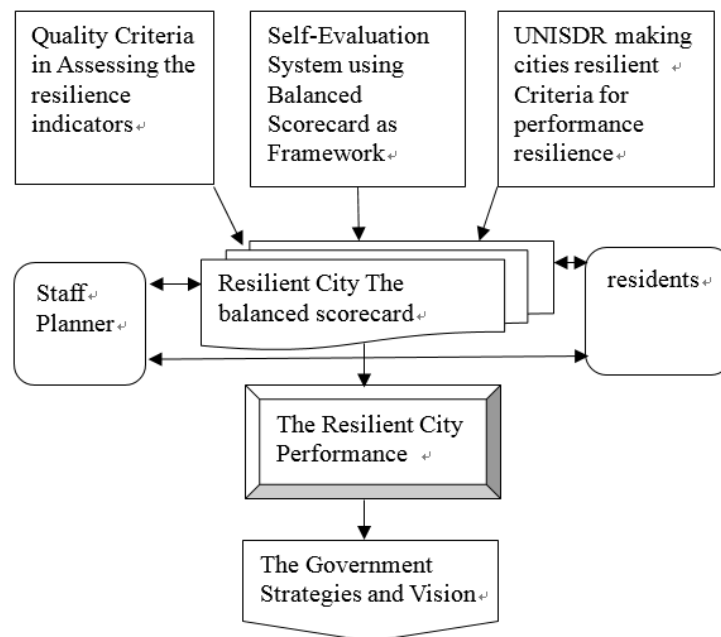 Quality Criteria
in Assessing the
resilience
indicators
Self-Evaluation
System using
Balanced
Scorecard as
Framework
UNISDR making
cities resilient
Criteria for
performance
resilience
Staff
Planner
Resilient City The
balanced scorecard
residents
The Resilient City
Performance
The Government
Strategies and Vision